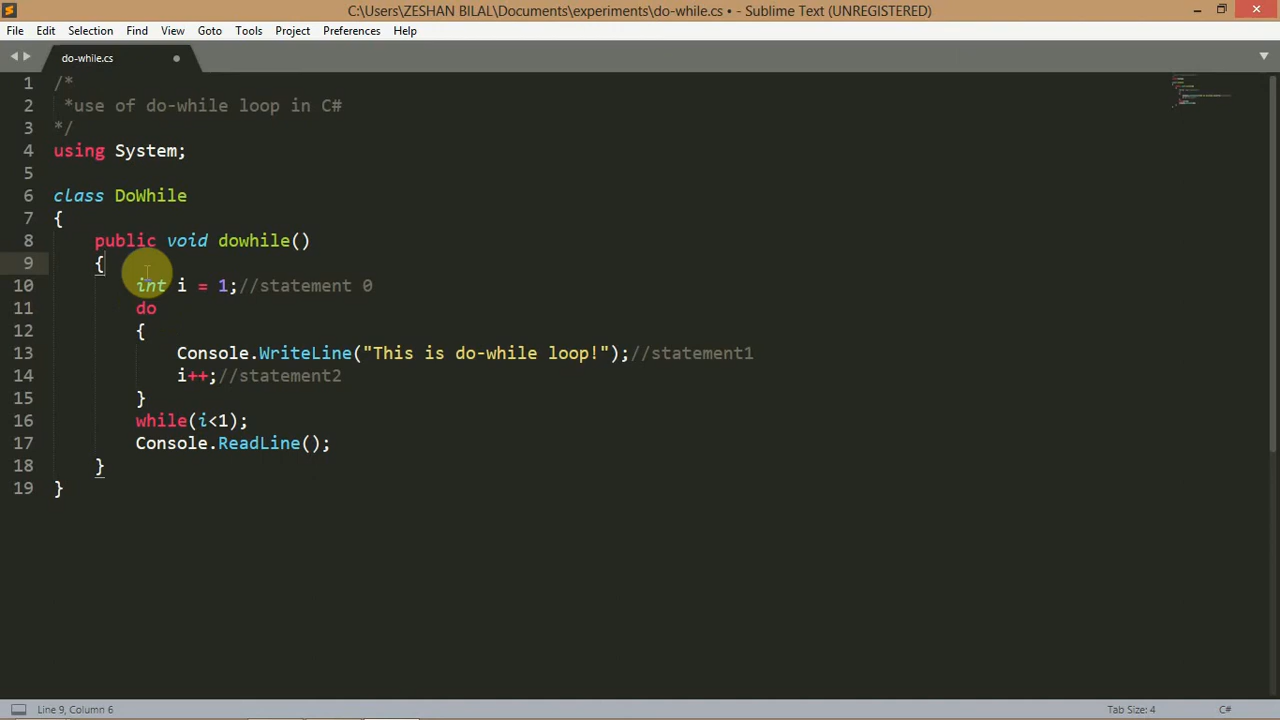 C:\Users\ZESHAN BILAL\Documents\experiments\do-while.cs • - Sublime Text (UNREGISTERED)
File Edit Selection View Find Goto Tools Project Preferences Help
do-while.cs
1 /*
2  *use of do-while loop in C#
3 */
4 using System;
5
6 class DoWhile
7 {
8     public void dowhile()
9     {
10         int i = 1;//statement 0
11         do
12         {
13             Console.WriteLine("This is do-while loop!");//statement1
14             i++;//statement2
15         }
16         while(i<1);
17         Console.ReadLine();
18     }
19 }
Line 9, Column 6 Tab Size: 4 C#